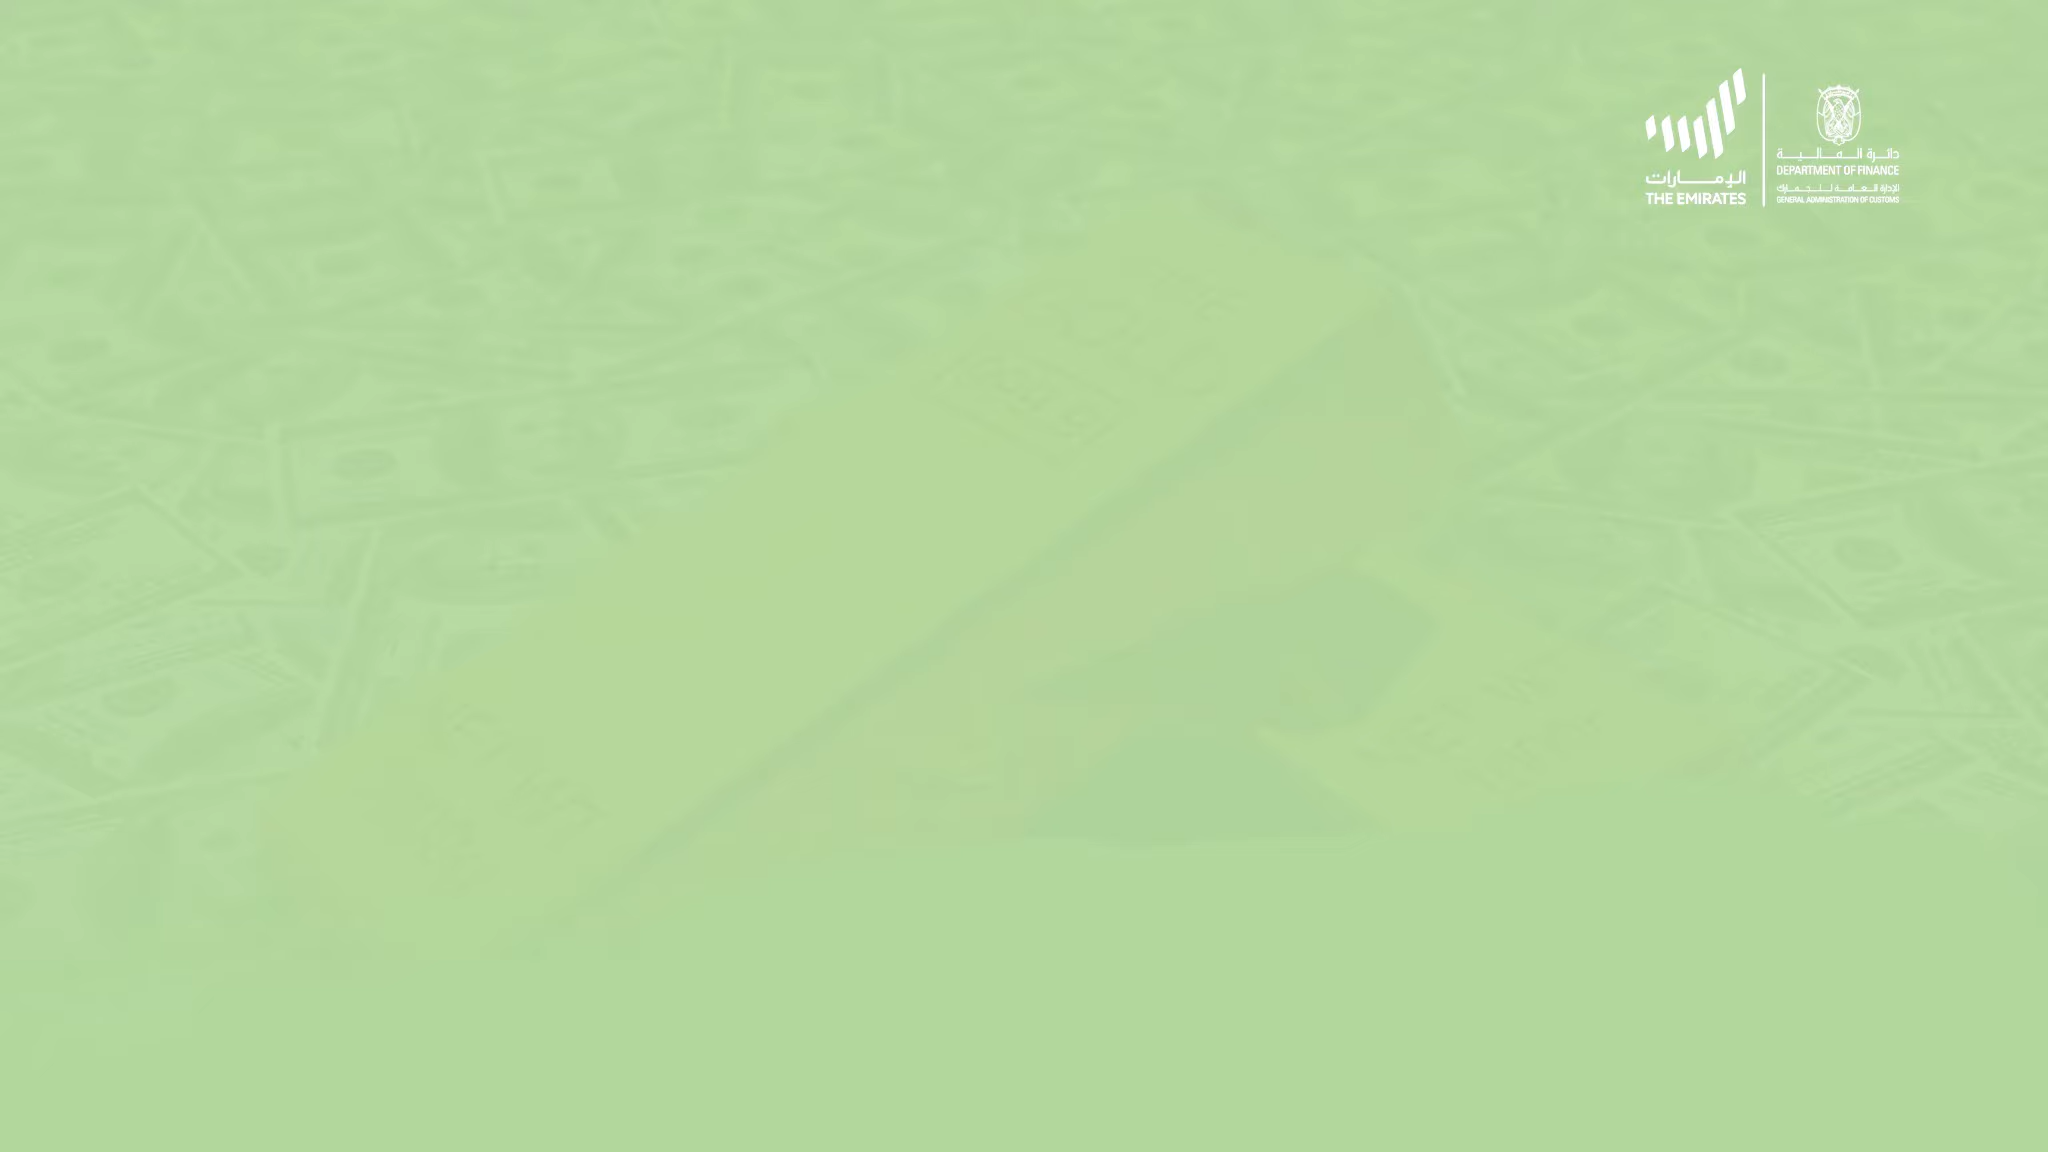 الإمارات
THE EMIRATES
دائرة المالية
DEPARTMENT OF FINANCE
الإدارة العامة للجمارك
GENERAL ADMINISTRATION OF CUSTOMS